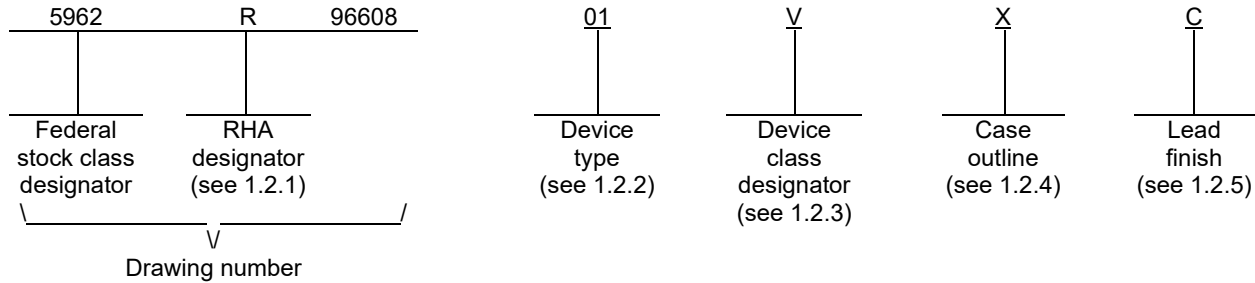 5962 R 96608 01 V X C
Federal stock class designator
RHA designator (see 1.2.1)
Device type (see 1.2.2)
Device class designator (see 1.2.3)
Case outline (see 1.2.4)
Lead finish (see 1.2.5)
Drawing number